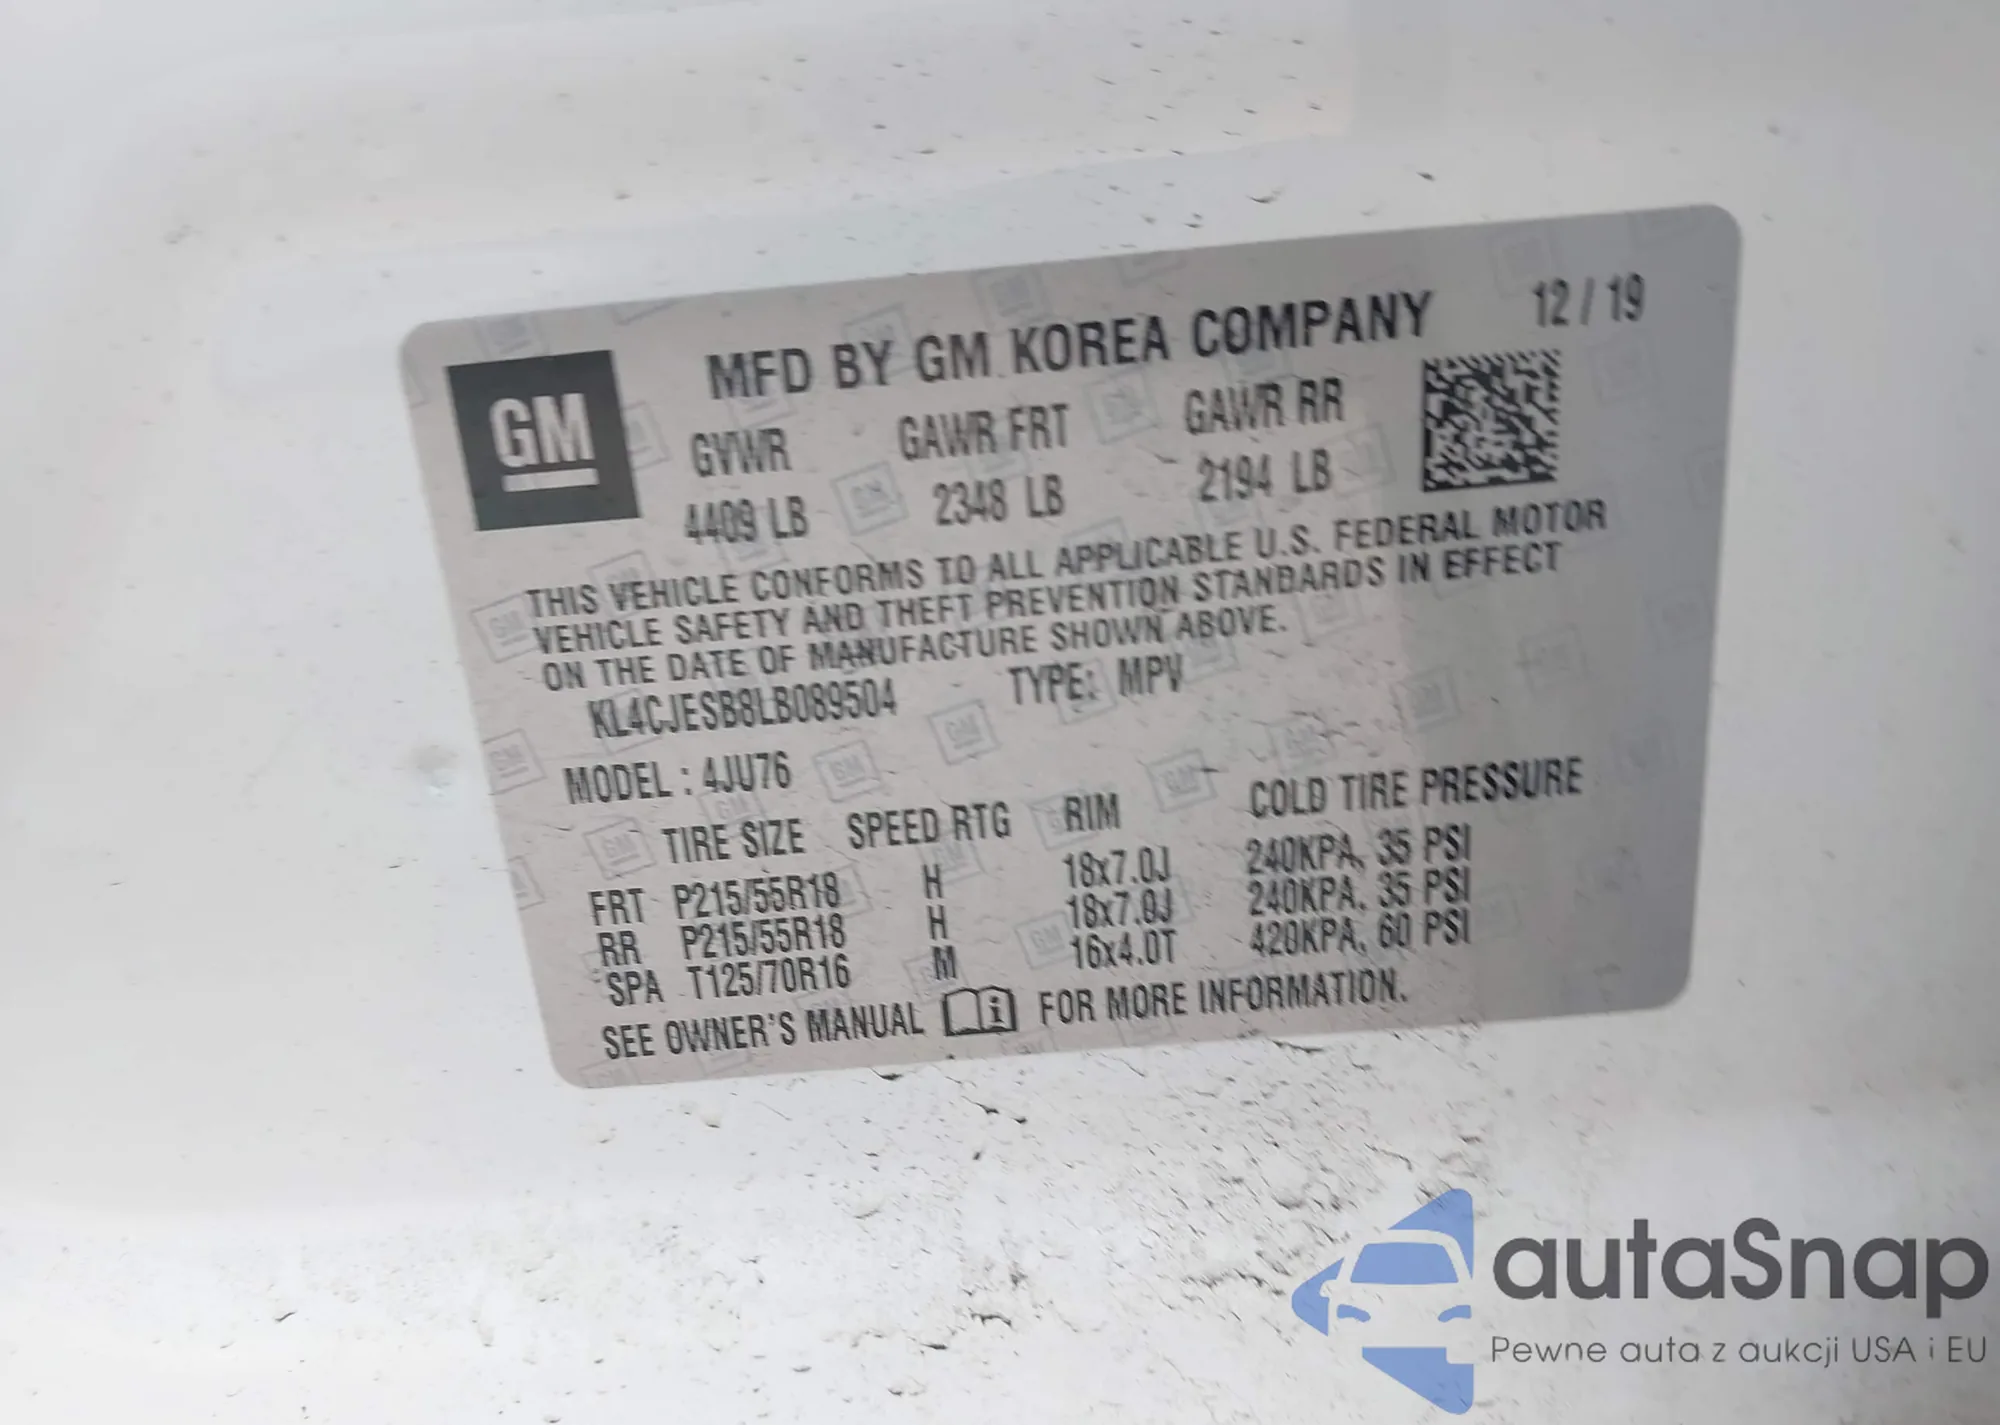 MFD BY GM KOREA COMPANY 12/19
GM
GVWR GAWR FRT GAWR RR
4409 LB 2348 LB 2194 LB
THIS VEHICLE CONFORMS TO ALL APPLICABLE U.S. FEDERAL MOTOR
VEHICLE SAFETY AND THEFT PREVENTION STANDARDS IN EFFECT
ON THE DATE OF MANUFACTURE SHOWN ABOVE.
KL4CJESB8LB089504 TYPE: MPV
MODEL : 4JU76
TIRE SIZE SPEED RTG RIM COLD TIRE PRESSURE
FRT P215/55R18 H 18x7.0J 240KPA, 35 PSI
RR P215/55R18 H 18x7.0J 240KPA, 35 PSI
SPA T125/70R16 M 16x4.0T 420KPA, 60 PSI
SEE OWNER'S MANUAL FOR MORE INFORMATION.
autaSnap
Pewne auta z aukcji USA i EU